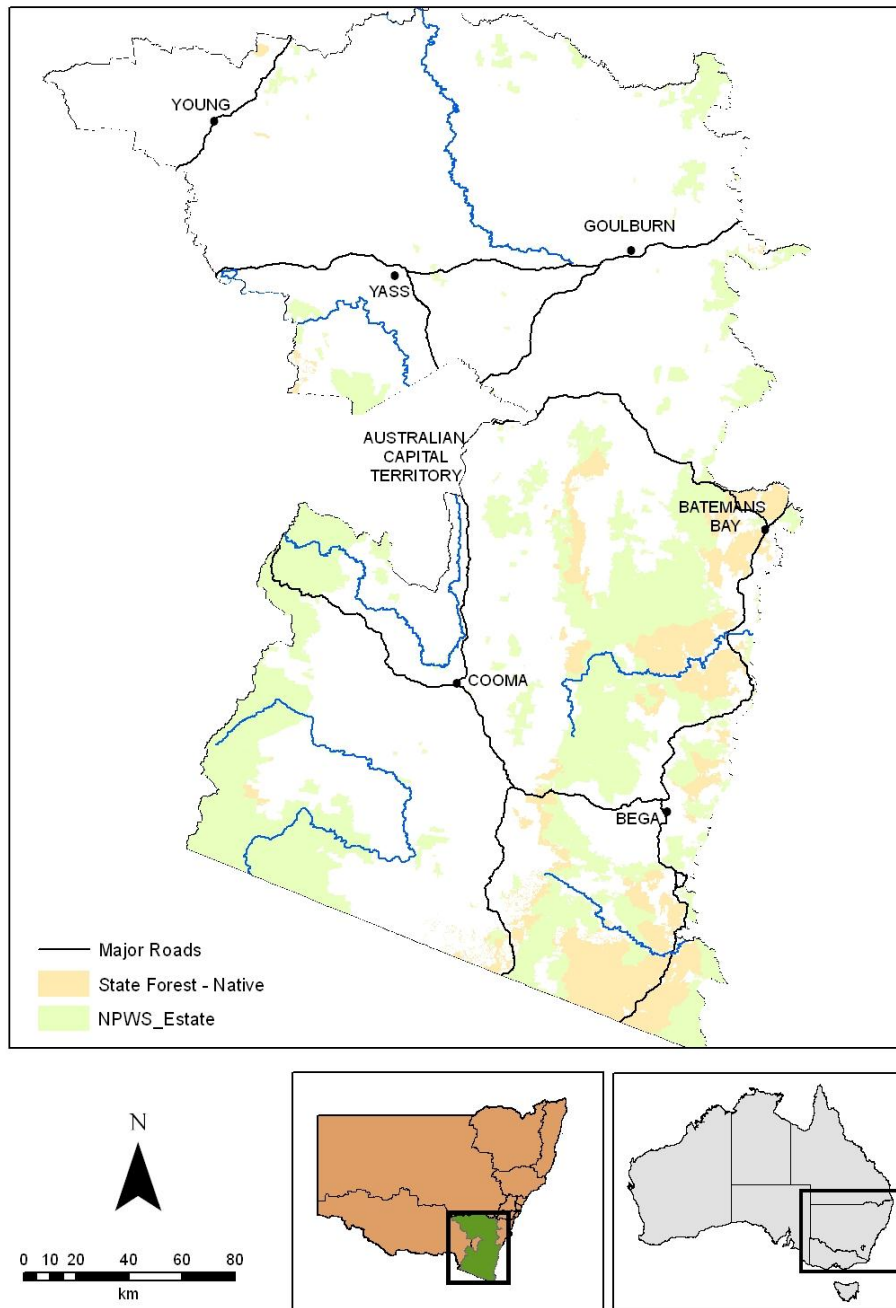 YOUNG
GOULBURN
YASS
AUSTRALIAN
CAPITAL
TERRITORY
BATEMANS
BAY
COOMA
BEGA
Major Roads
State Forest - Native
NPWS_Estate
N
0 10 20 40 60 80
km